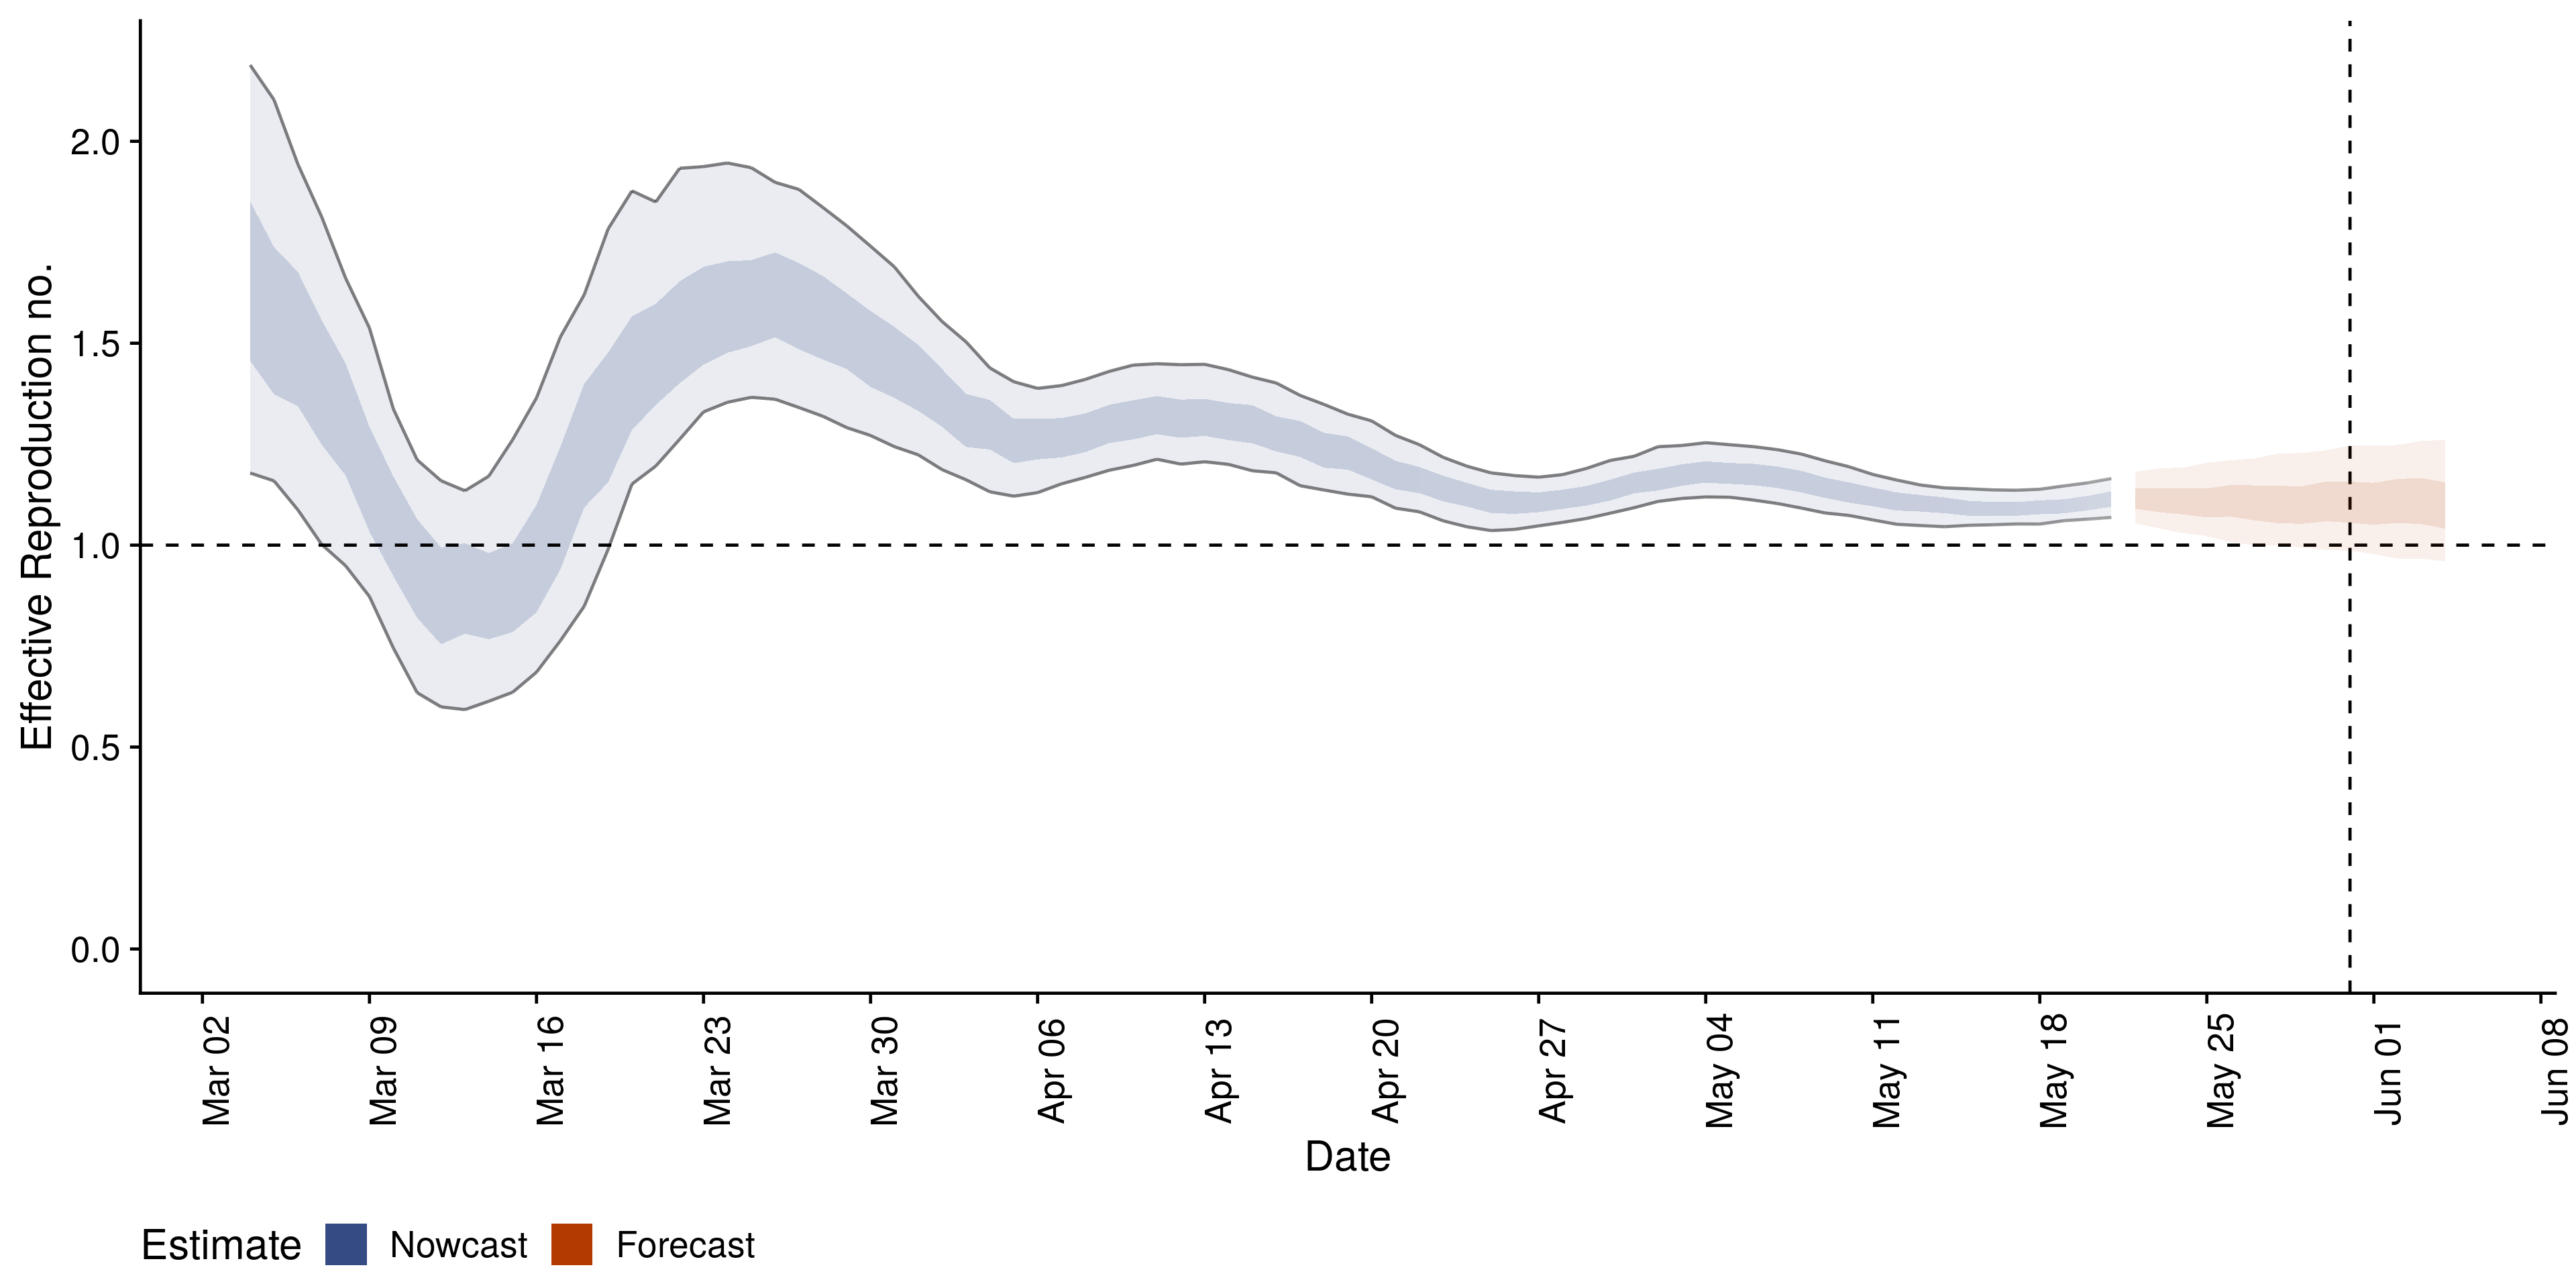 Effective Reproduction no.
2.0
1.5
1.0
0.5
0.0
Mar 02
Mar 09
Mar 16
Mar 23
Mar 30
Apr 06
Apr 13
Apr 20
Apr 27
May 04
May 11
May 18
May 25
Jun 01
Jun 08
Date
Estimate Nowcast Forecast